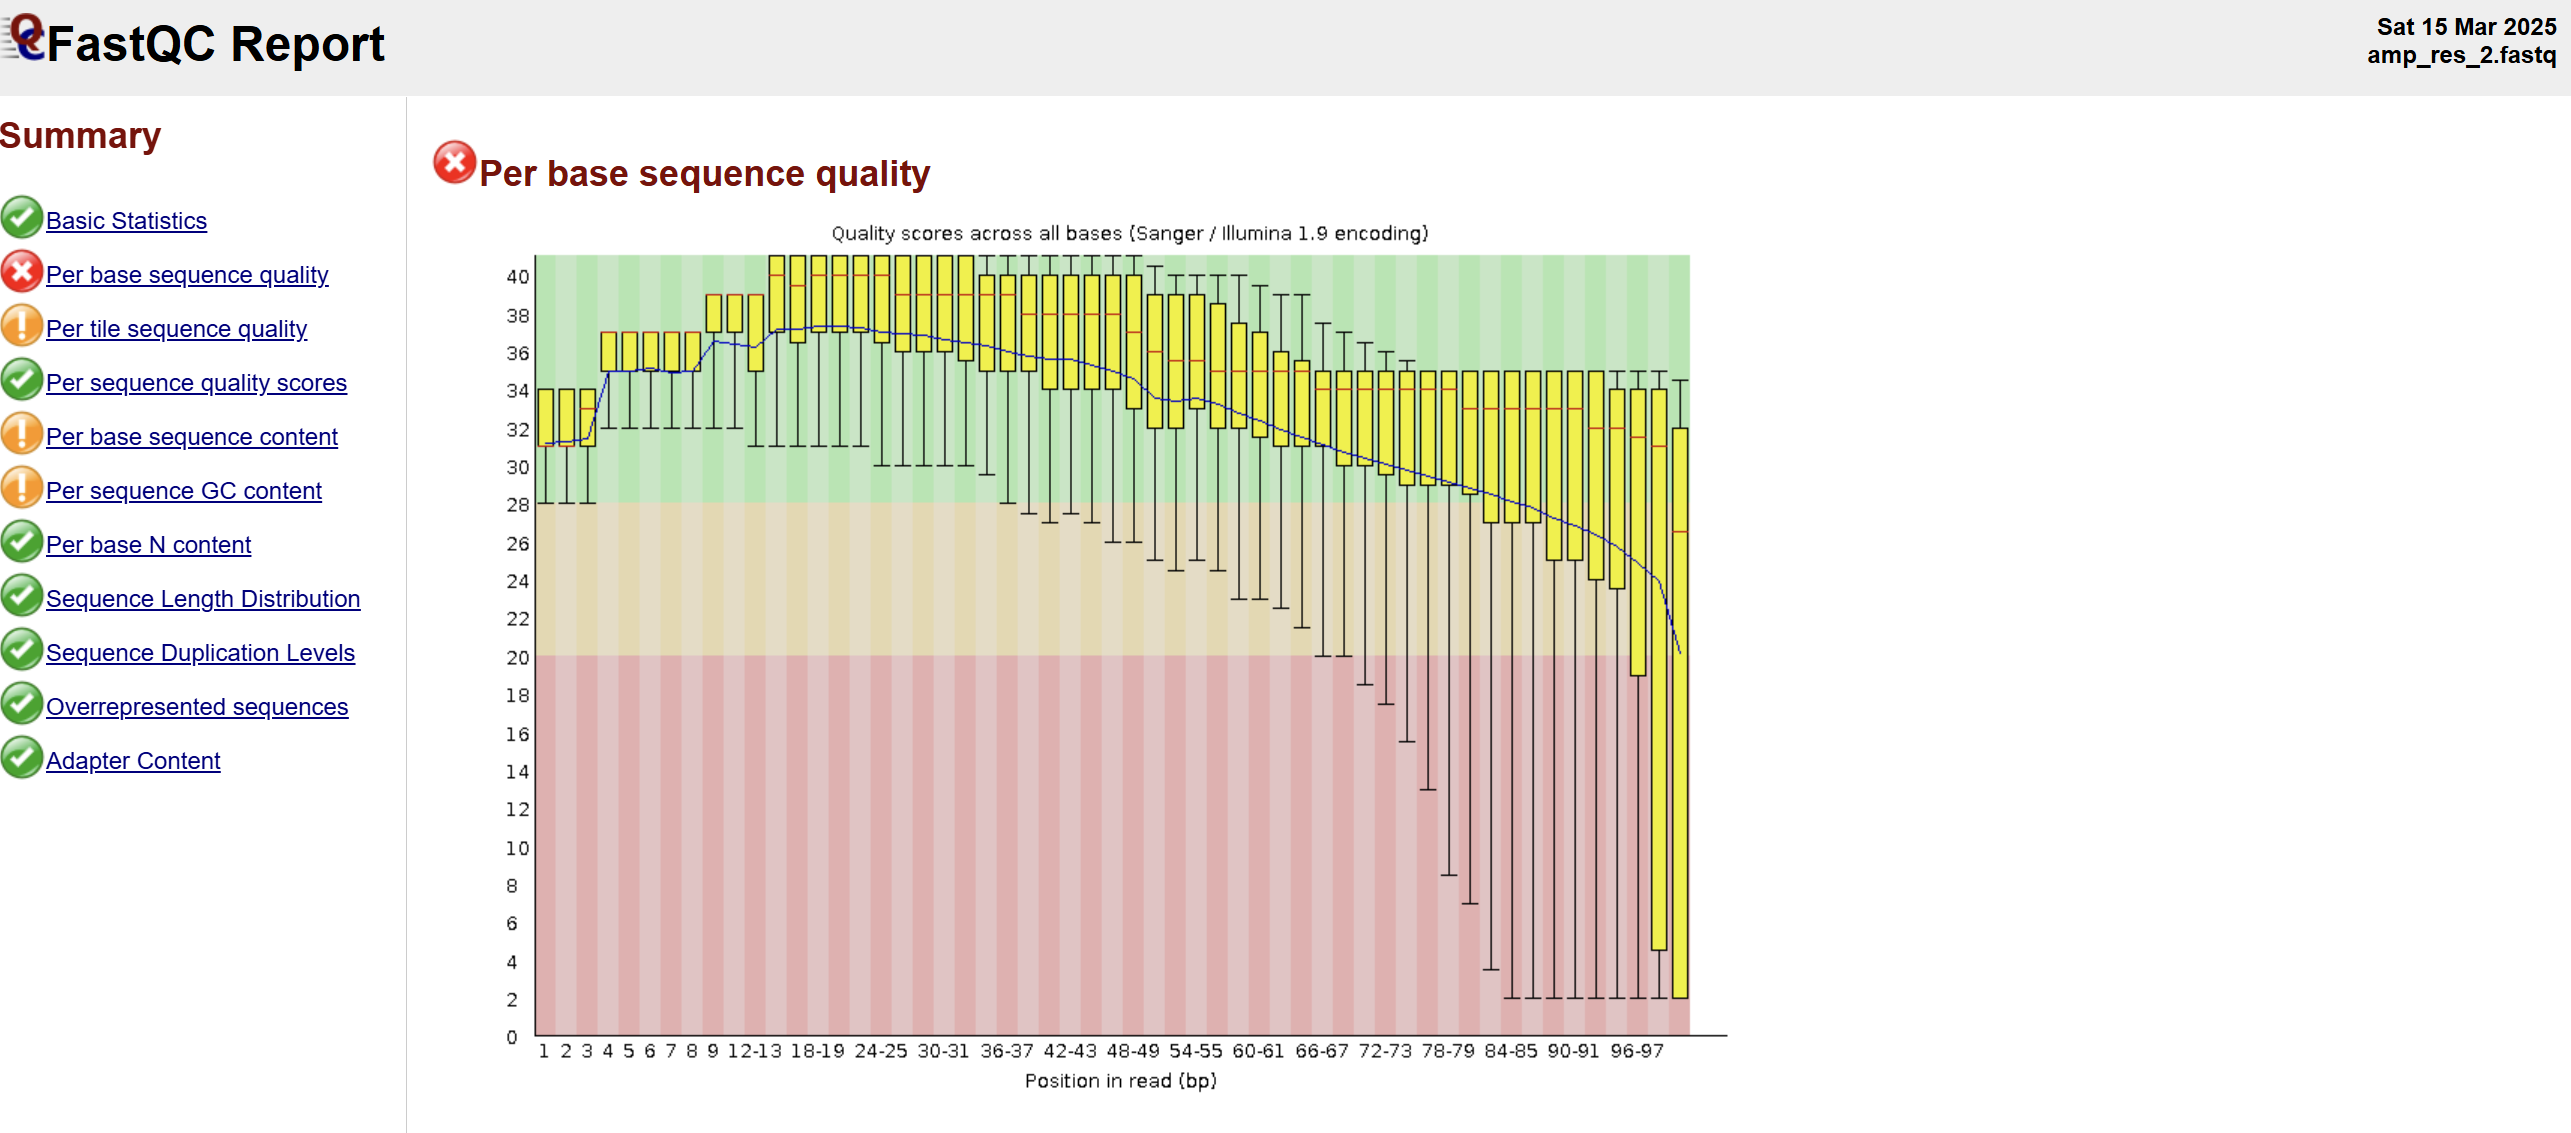 FastQC Report
Sat 15 Mar 2025
amp_res_2.fastq
Summary
Basic Statistics
Per base sequence quality
Per tile sequence quality
Per sequence quality scores
Per base sequence content
Per sequence GC content
Per base N content
Sequence Length Distribution
Sequence Duplication Levels
Overrepresented sequences
Adapter Content
Per base sequence quality
Quality scores across all bases (Sanger / Illumina 1.9 encoding)
40
38
36
34
32
30
28
26
24
22
20
18
16
14
12
10
8
6
4
2
0
1 2 3 4 5 6 7 8 9 12-13 18-19 24-25 30-31 36-37 42-43 48-49 54-55 60-61 66-67 72-73 78-79 84-85 90-91 96-97
Position in read (bp)